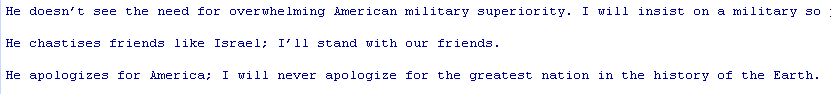 He doesn’t see the need for overwhelming American military superiority. I will insist on a military so
He chastises friends like Israel; I’ll stand with our friends.
He apologizes for America; I will never apologize for the greatest nation in the history of the Earth.